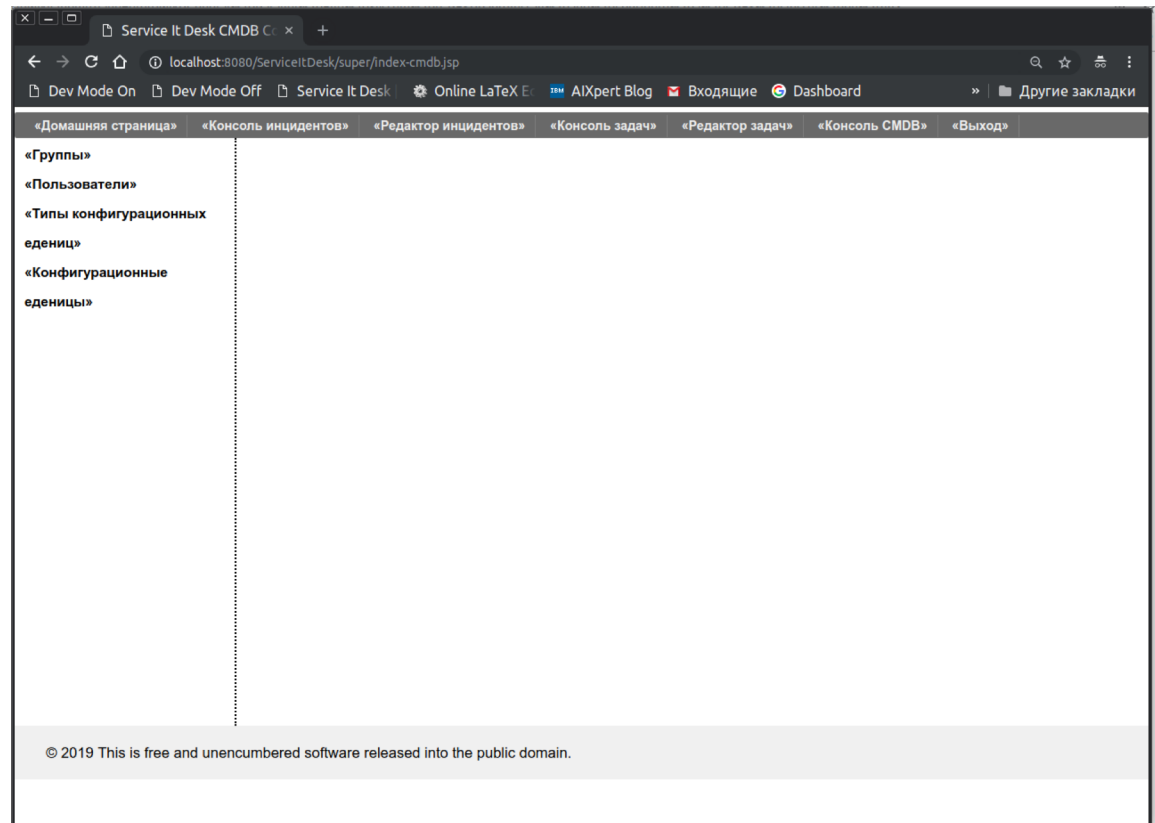 Service It Desk CMDB Co
localhost:8080/ServiceItDesk/super/index-cmdb.jsp
Dev Mode On Dev Mode Off Service It Desk Online LaTeX Ec AIXpert Blog Входящие Dashboard » Другие закладки
«Домашняя страница» «Консоль инцидентов» «Редактор инцидентов» «Консоль задач» «Редактор задач» «Консоль CMDB» «Выход»
«Группы»
«Пользователи»
«Типы конфигурационных
едениц»
«Конфигурационные
еденицы»
© 2019 This is free and unencumbered software released into the public domain.